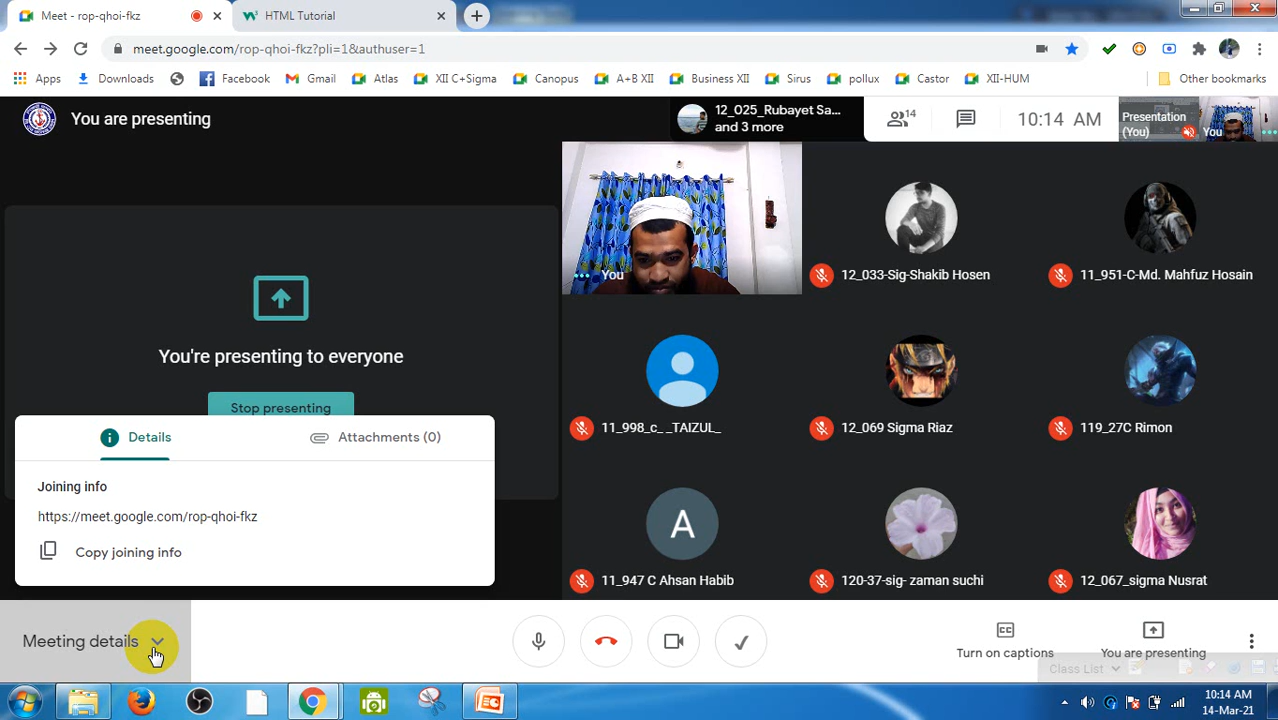 Meet - rop-qhoi-fkz
HTML Tutorial
meet.google.com/rop-qhoi-fkz?pli=1&authuser=1
Apps
Downloads
Facebook
Gmail
Atlas
XII C+Sigma
Canopus
A+B XII
Business XII
Sirus
pollux
Castor
XII-HUM
Other bookmarks
You are presenting
12_025_Rubayet Sa...
and 3 more
14
10:14 AM
Presentation
(You)
You
You're presenting to everyone
Stop presenting
You
12_033-Sig-Shakib Hosen
11_951-C-Md. Mahfuz Hosain
11_998_c_ _TAIZUL_
12_069 Sigma Riaz
119_27C Rimon
A
11_947 C Ahsan Habib
120-37-sig- zaman suchi
12_067_sigma Nusrat
Details
Attachments (0)
Joining info
https://meet.google.com/rop-qhoi-fkz
Copy joining info
Meeting details
CC
Turn on captions
You are presenting
Class List
10:14 AM
14-Mar-21